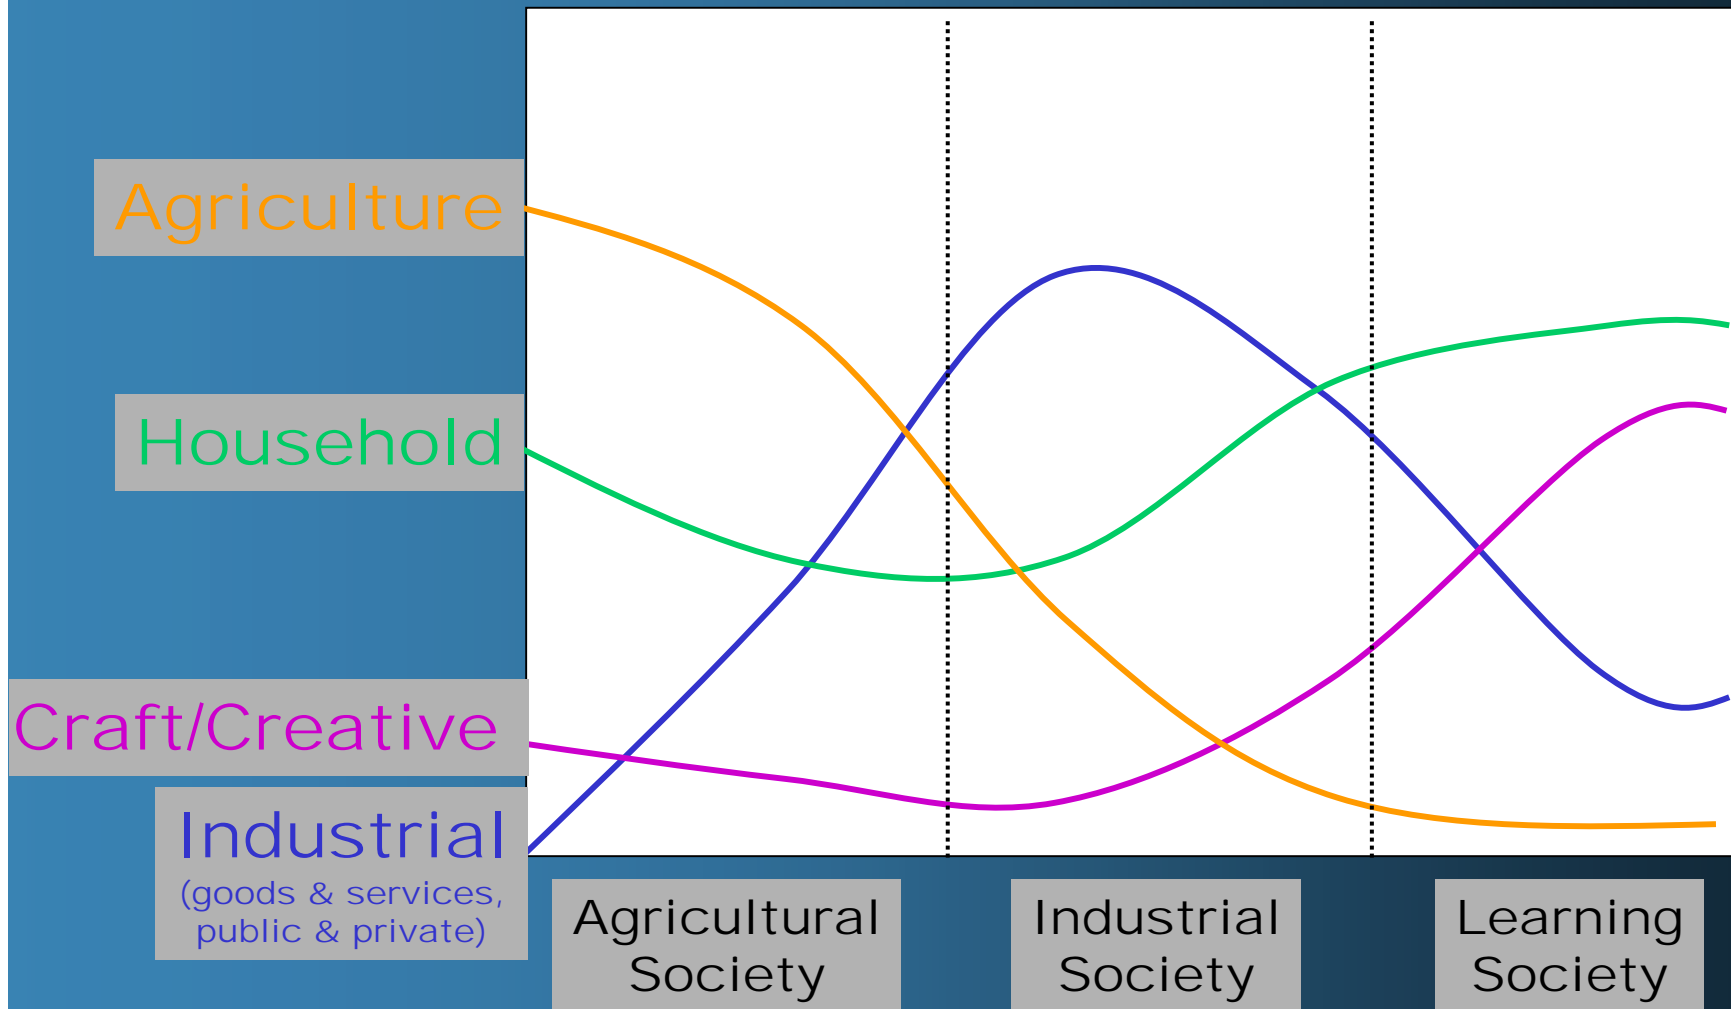 Agriculture
Household
Craft/Creative
Industrial
(goods & services,
public & private)
Agricultural
Society
Industrial
Society
Learning
Society